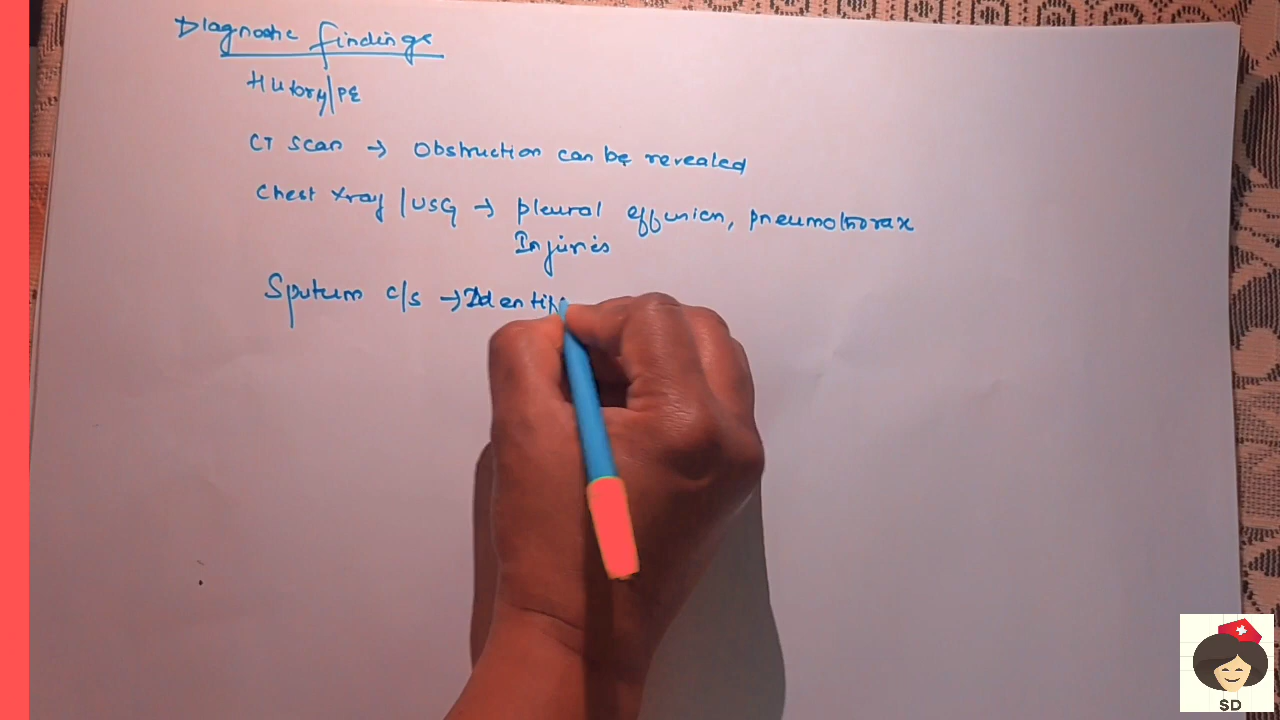 Diagnostic findings
History/PE
CT scan → Obstruction can be revealed
Chest xray /USG → pleural effusion, pneumothorax
Injuries
Sputum c/s →
SD